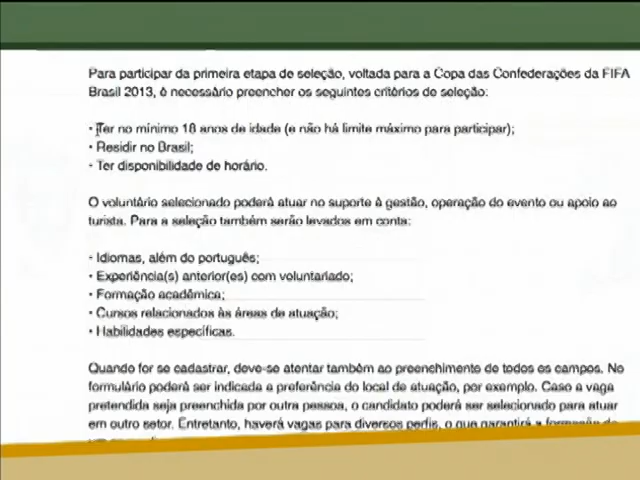 Para participar da primeira etapa de seleção, voltada para a Copa das Confederações da FIFA
Brasil 2013, é necessário preencher os seguintes critérios de seleção:
• Ter no mínimo 18 anos de idade (e não há limite máximo para participar);
• Residir no Brasil;
• Ter disponibilidade de horário.
O voluntário selecionado poderá atuar no suporte à gestão, operação do evento ou apoio ao
turista. Para a seleção também serão levados em conta:
• Idiomas, além do português;
• Experiência(s) anterior(es) com voluntariado;
• Formação acadêmica;
• Cursos relacionados às áreas de atuação;
• Habilidades específicas.
Quando for se cadastrar, deve-se atentar também ao preenchimento de todos os campos. No
formulário poderá ser indicada a preferência do local de atuação, por exemplo. Caso a vaga
pretendida seja preenchida por outra pessoa, o candidato poderá ser selecionado para atuar
em outro setor. Entretanto, haverá vagas para diversos perfis, o que garantirá a formação de